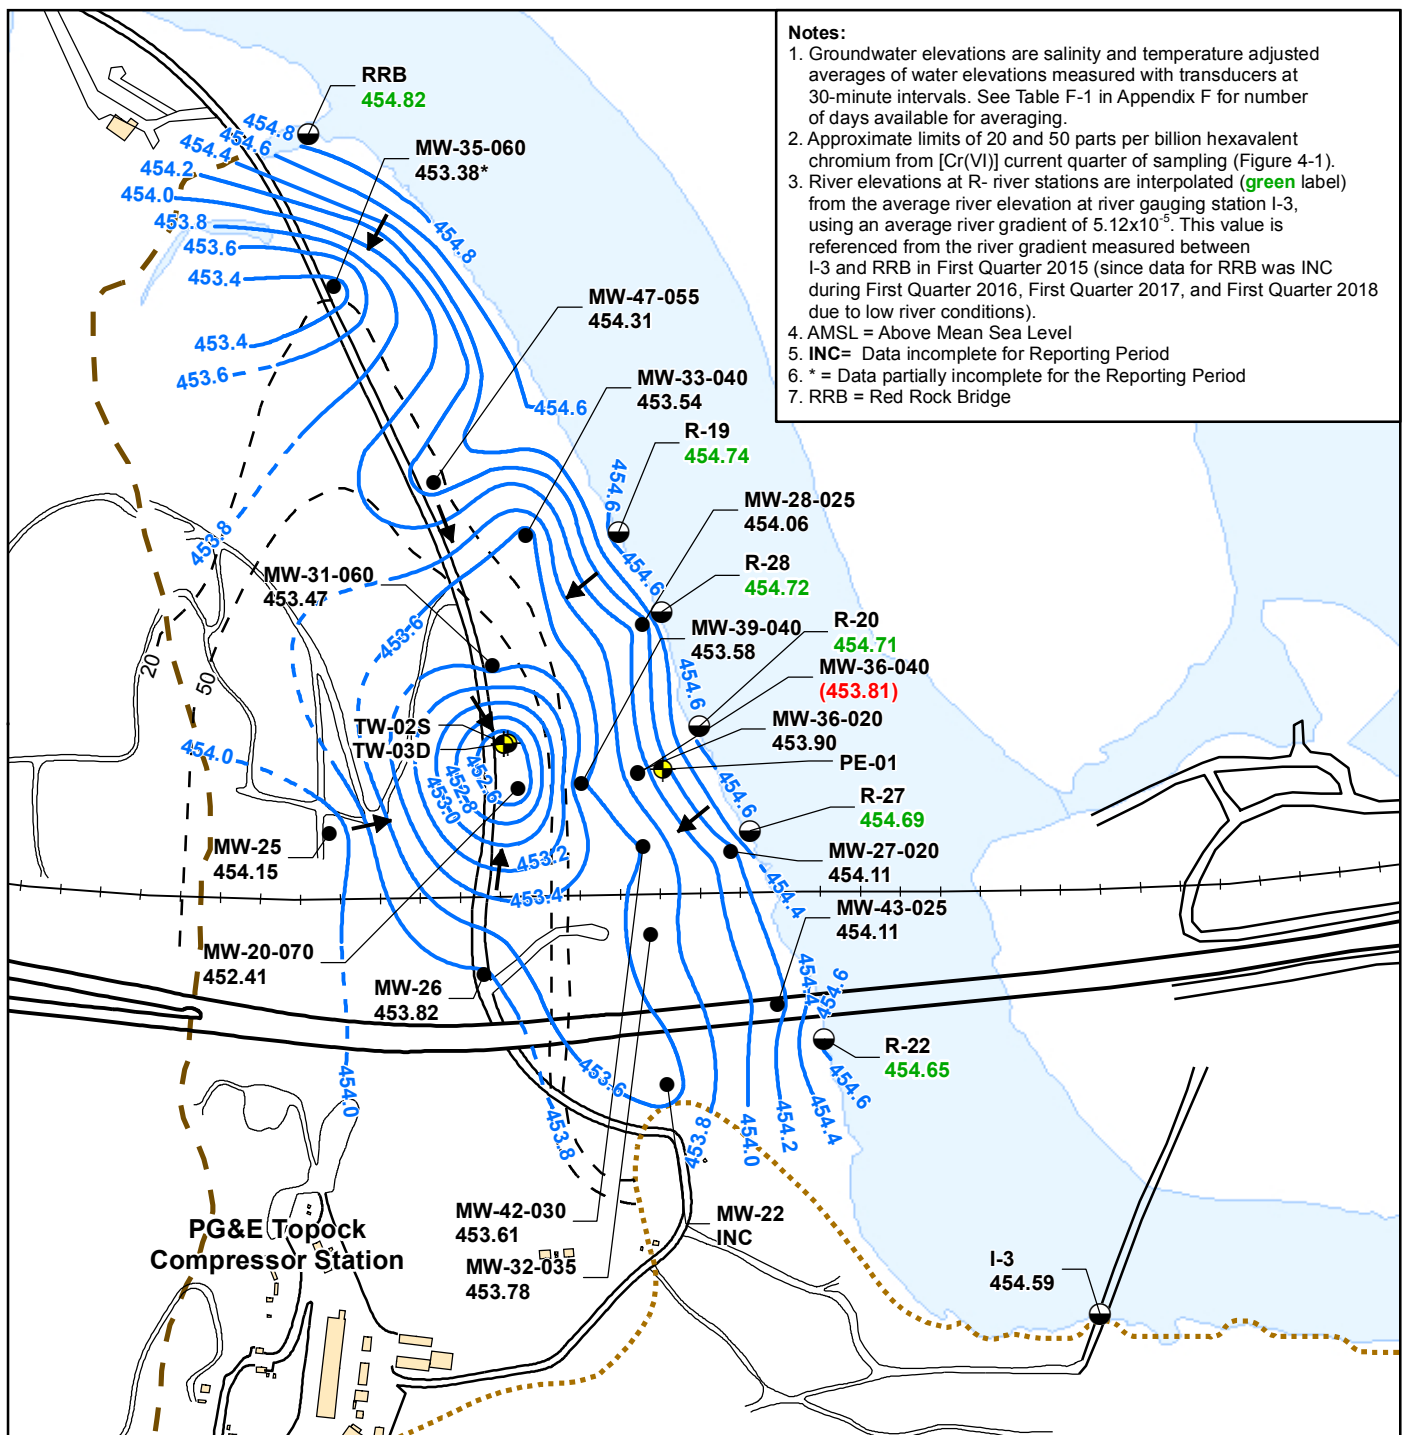 Notes:
1. Groundwater elevations are salinity and temperature adjusted
averages of water elevations measured with transducers at
30-minute intervals. See Table F-1 in Appendix F for number
of days available for averaging.
2. Approximate limits of 20 and 50 parts per billion hexavalent
chromium from [Cr(VI)] current quarter of sampling (Figure 4-1).
3. River elevations at R- river stations are interpolated (green label)
from the average river elevation at river gauging station I-3,
using an average river gradient of 5.12x10⁻⁵. This value is
referenced from the river gradient measured between
I-3 and RRB in First Quarter 2015 (since data for RRB was INC
during First Quarter 2016, First Quarter 2017, and First Quarter 2018
due to low river conditions).
4. AMSL = Above Mean Sea Level
5. INC= Data incomplete for Reporting Period
6. * = Data partially incomplete for the Reporting Period
7. RRB = Red Rock Bridge
RRB
454.82
454.8
454.6
454.4
454.2
454.0
453.8
453.6
453.4
453.4
453.6
MW-35-060
453.38*
454.8
MW-47-055
454.31
MW-33-040
453.54
454.6
R-19
454.74
454.6
MW-28-025
454.06
453.8
454.6
R-28
454.72
MW-31-060
453.47
453.6
MW-39-040
453.58
R-20
454.71
20
50
454.6
MW-36-040
(453.81)
MW-36-020
453.90
TW-02S
TW-03D
454.0
PE-01
452.6
452.8
453.0
454.6
R-27
454.69
MW-25
454.15
453.2
453.4
MW-27-020
454.11
454.4
MW-43-025
454.11
MW-20-070
452.41
MW-26
453.82
454.4
454.6
R-22
454.65
454.0
453.6
453.8
453.8
454.0
454.2
454.4
454.6
MW-42-030
453.61
MW-22
INC
PG&E Topock
Compressor Station
MW-32-035
453.78
I-3
454.59